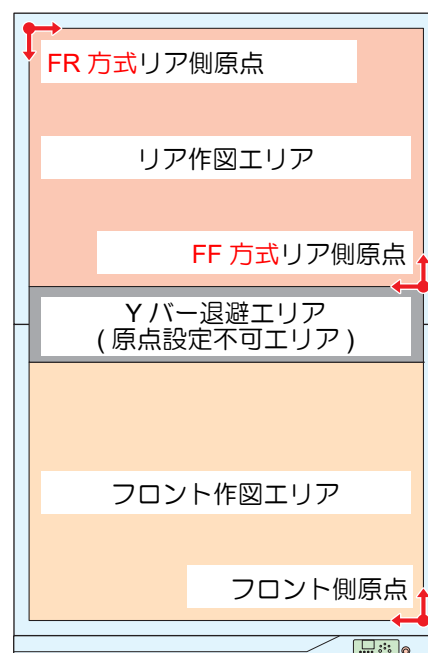 FR 方式リア側原点
リア作図エリア
FF 方式リア側原点
Y バー退避エリア
( 原点設定不可エリア )
フロント作図エリア
フロント側原点